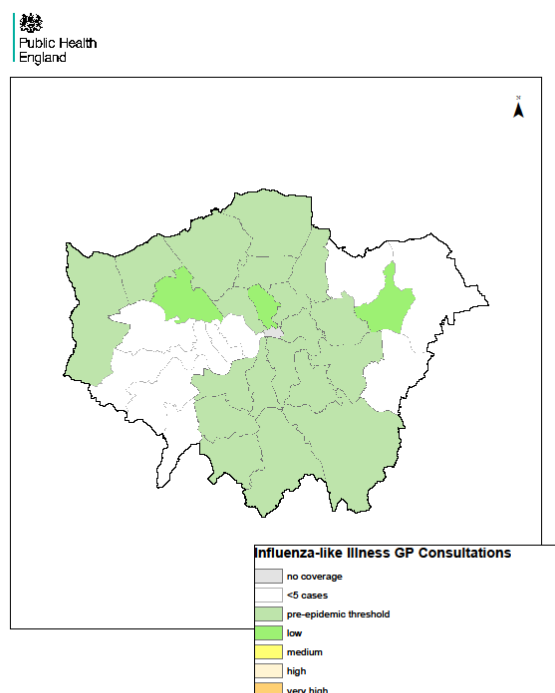 Public Health
England
N
Influenza-like Illness GP Consultations
no coverage
<5 cases
pre-epidemic threshold
low
medium
high
very high